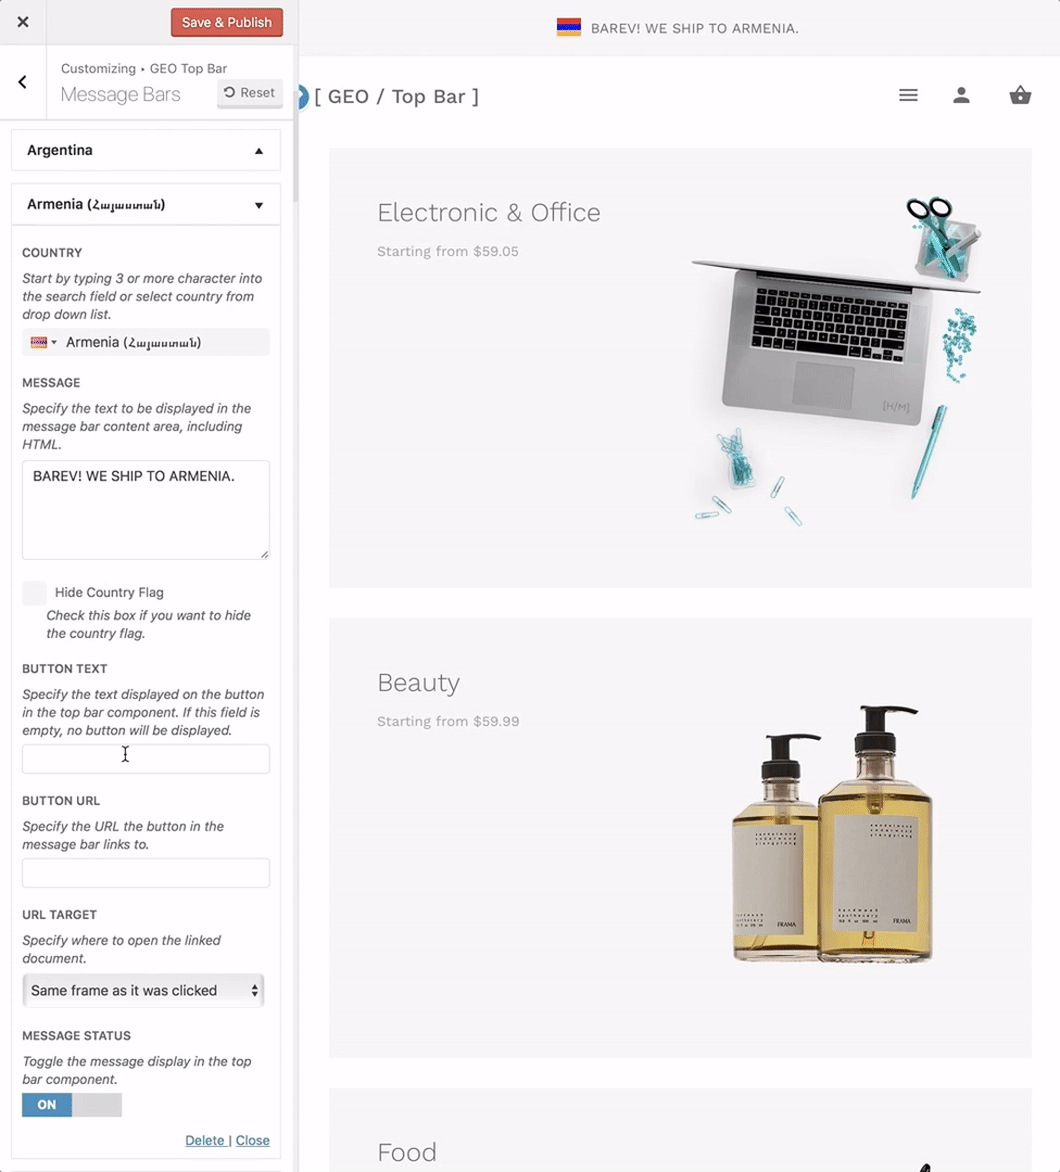 Save & Publish
Customizing • GEO Top Bar
Message Bars
Reset
Argentina
Armenia (Հայաստան)
COUNTRY
Start by typing 3 or more character into
the search field or select country from
drop down list.
Armenia (Հայաստան)
MESSAGE
Specify the text to be displayed in the
message bar content area, including
HTML.
BAREV! WE SHIP TO ARMENIA.
Hide Country Flag
Check this box if you want to hide
the country flag.
BUTTON TEXT
Specify the text displayed on the button
in the top bar component. If this field is
empty, no button will be displayed.
BUTTON URL
Specify the URL the button in the
message bar links to.
URL TARGET
Specify where to open the linked
document.
Same frame as it was clicked
MESSAGE STATUS
Toggle the message display in the top
bar component.
ON
Delete | Close
BAREV! WE SHIP TO ARMENIA.
[ GEO / Top Bar ]
Electronic & Office
Starting from $59.05
[H/M]
Beauty
Starting from $59.99
FRAMA
FRAMA
Food